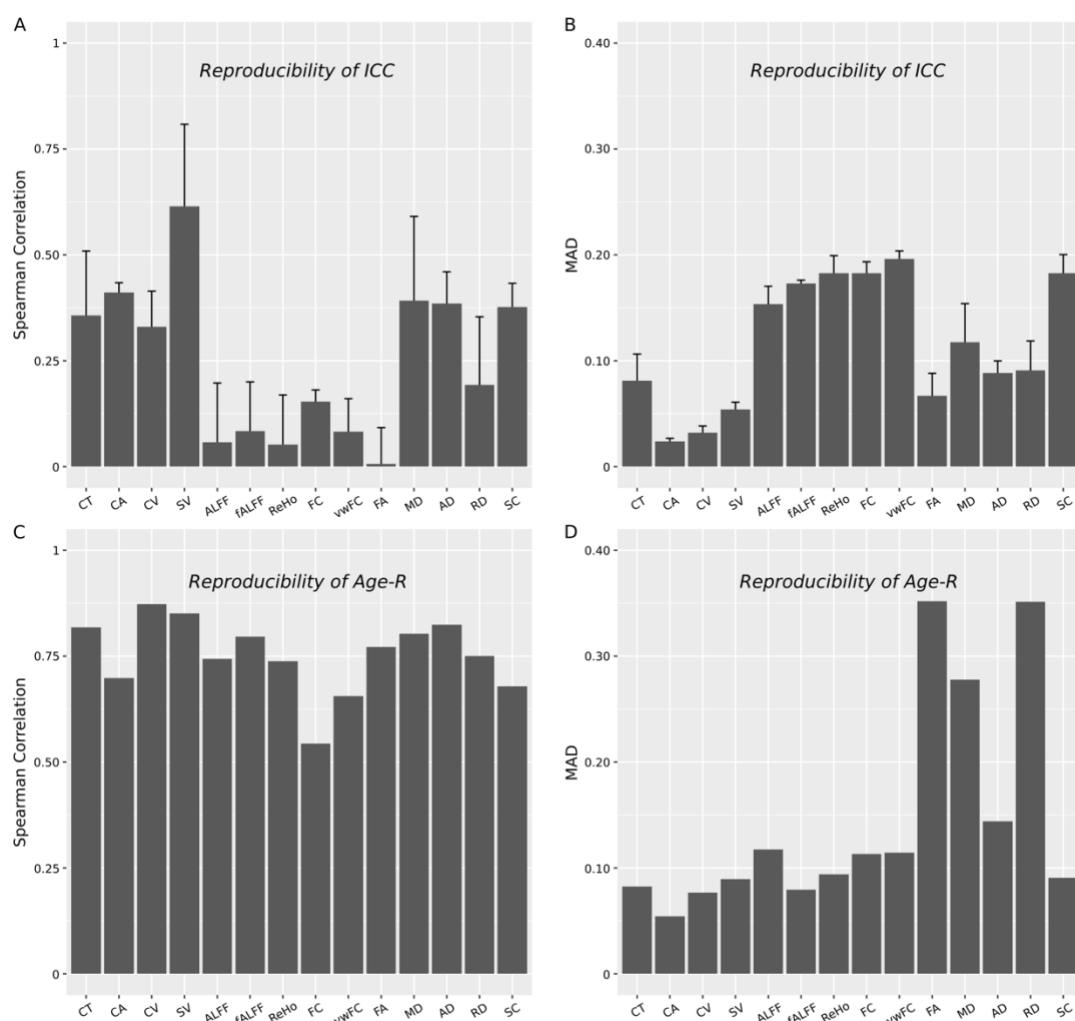 A
Reproducibility of ICC
Spearman Correlation
1
0.75
0.50
0.25
0
CT CA CV SV ALFF fALFF ReHo FC vwFC FA MD AD RD SC
B
Reproducibility of ICC
MAD
0.40
0.30
0.20
0.10
0
CT CA CV SV ALFF fALFF ReHo FC vwFC FA MD AD RD SC
C
Reproducibility of Age-R
Spearman Correlation
1
0.75
0.50
0.25
0
CT CA CV SV ALFF fALFF ReHo FC vwFC FA MD AD RD SC
D
Reproducibility of Age-R
MAD
0.40
0.30
0.20
0.10
0
CT CA CV SV ALFF fALFF ReHo FC vwFC FA MD AD RD SC